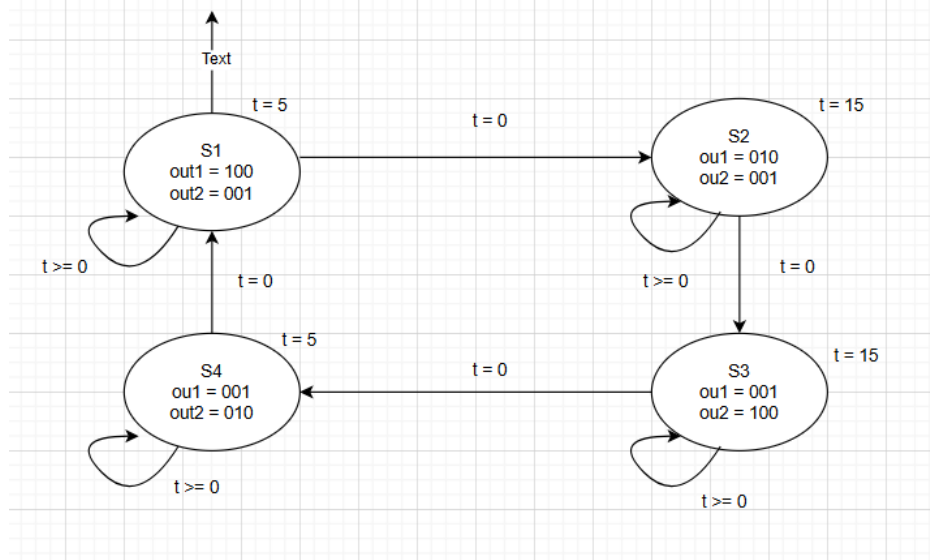 Text
t = 5
S1
out1 = 100
out2 = 001
t >= 0
t = 0
t = 15
S2
ou1 = 010
ou2 = 001
t >= 0
t = 0
t = 0
t = 5
S4
ou1 = 001
out2 = 010
t >= 0
t = 0
t = 15
S3
ou1 = 001
ou2 = 100
t >= 0